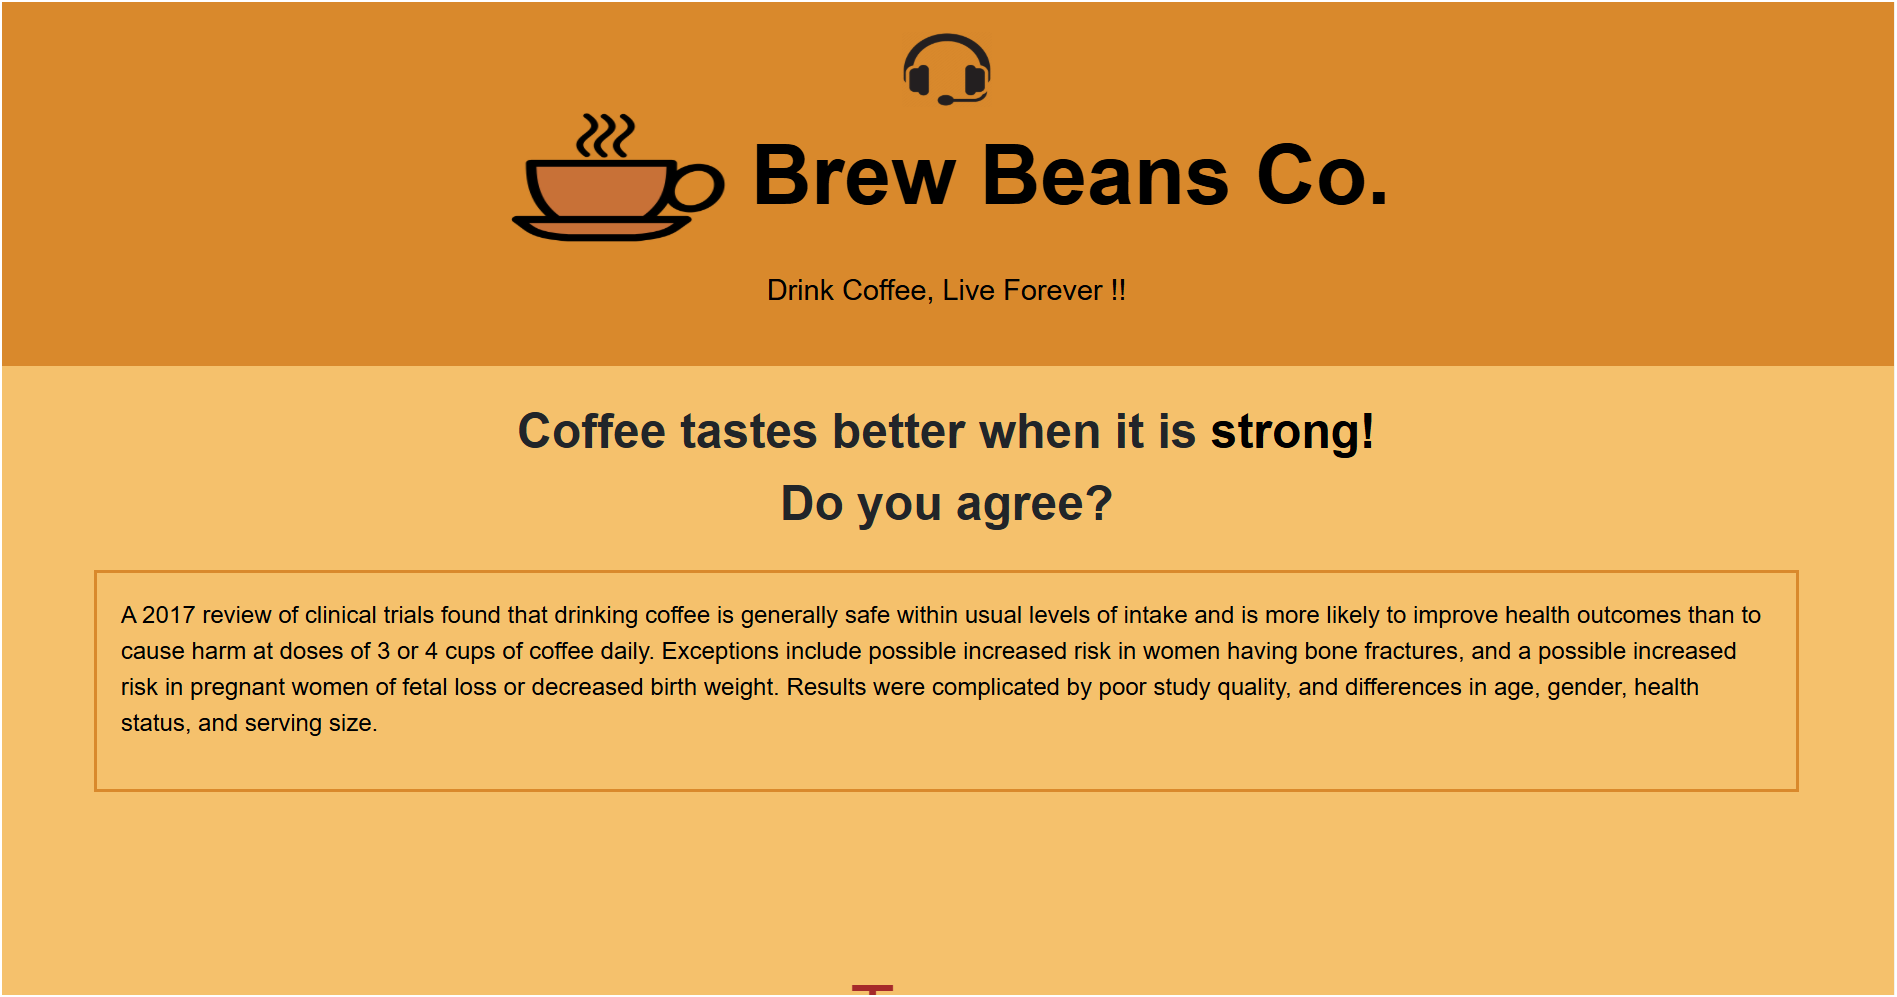 Brew Beans Co.
Drink Coffee, Live Forever !!
Coffee tastes better when it is strong!
Do you agree?
A 2017 review of clinical trials found that drinking coffee is generally safe within usual levels of intake and is more likely to improve health outcomes than to
cause harm at doses of 3 or 4 cups of coffee daily. Exceptions include possible increased risk in women having bone fractures, and a possible increased
risk in pregnant women of fetal loss or decreased birth weight. Results were complicated by poor study quality, and differences in age, gender, health
status, and serving size.